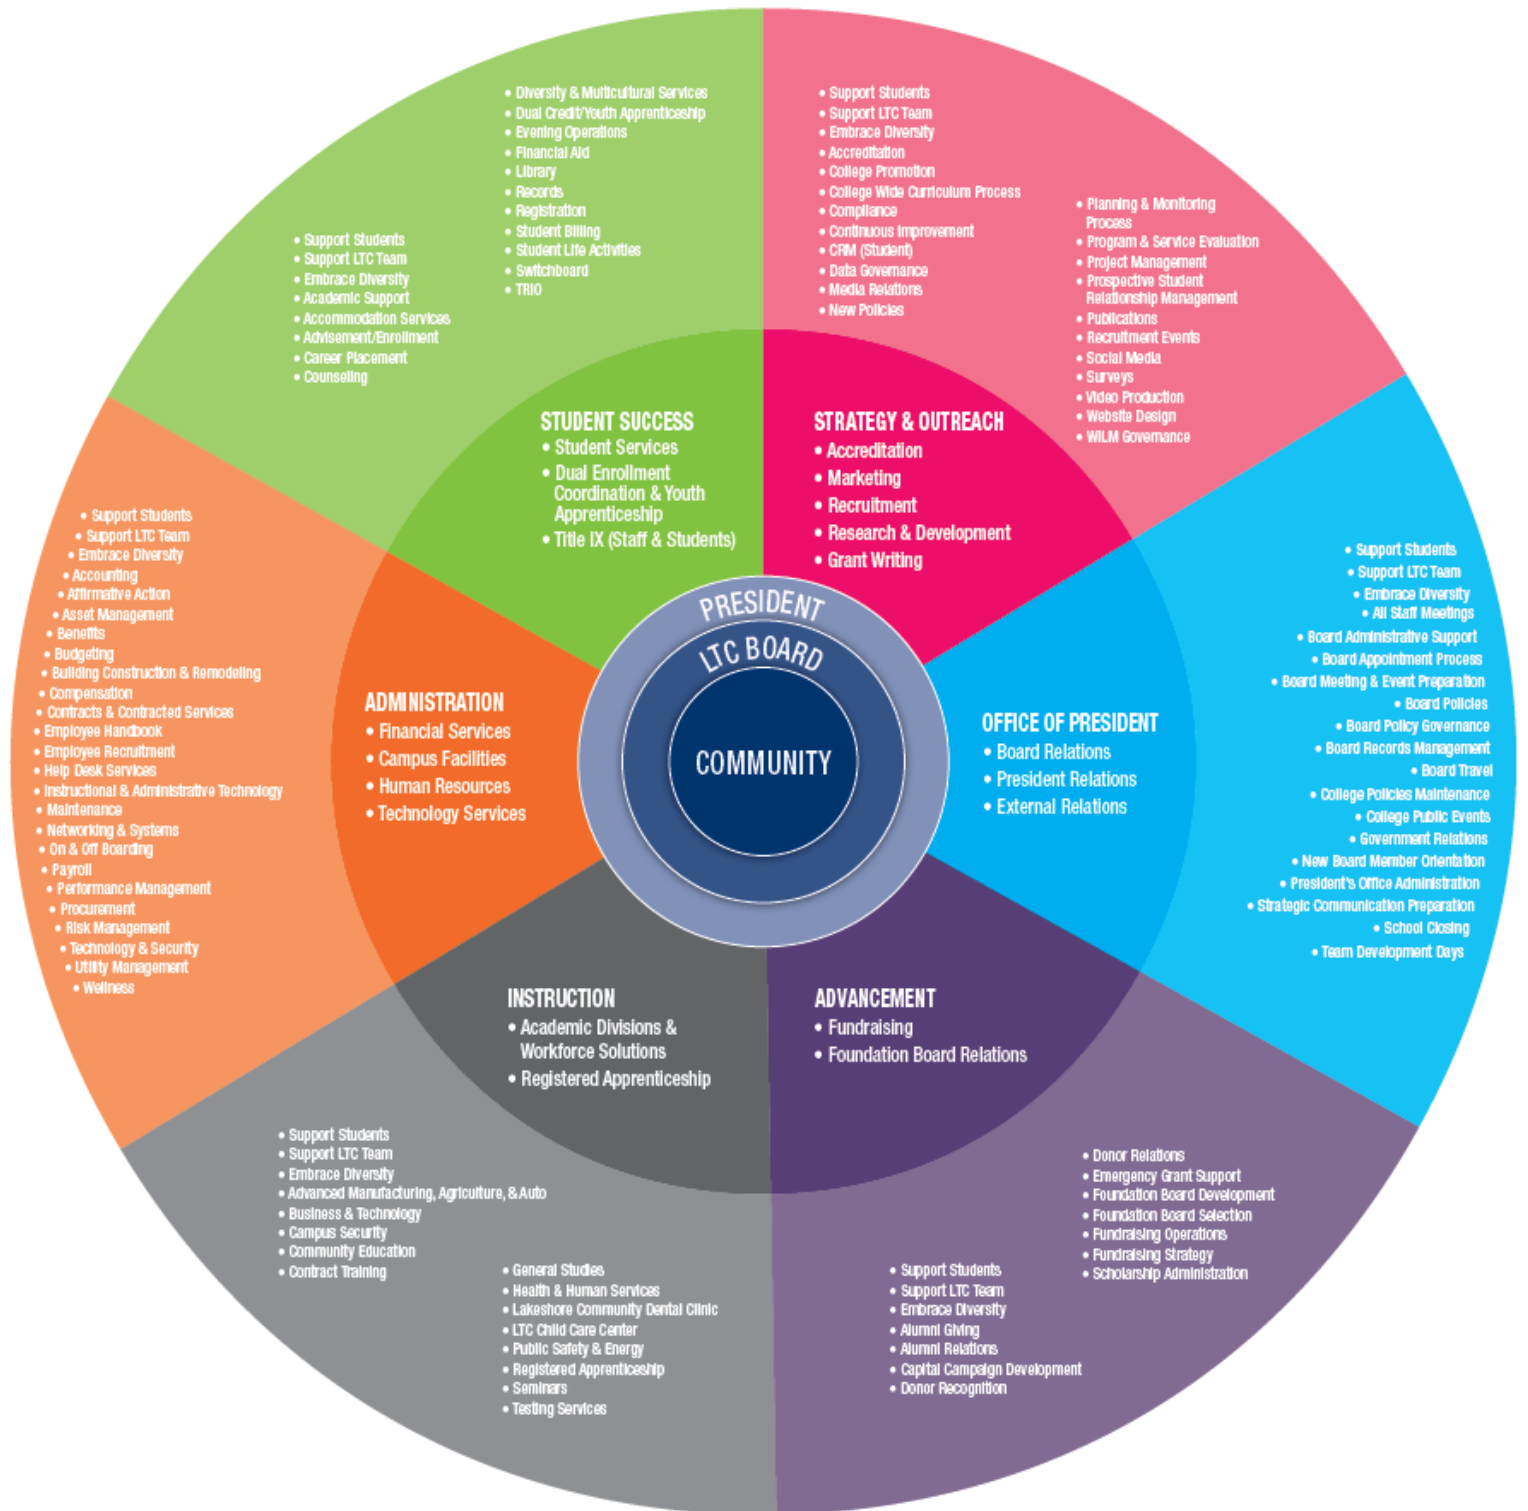 • Diversity & Multicultural Services
• Dual Credit/Youth Apprenticeship
• Evening Operations
• Financial Aid
• Library
• Records
• Registration
• Student Billing
• Student Life Activities
• Switchboard
• TRIO
• Support Students
• Support LTC Team
• Embrace Diversity
• Academic Support
• Accommodation Services
• Advisement/Enrollment
• Career Placement
• Counseling
STUDENT SUCCESS
• Student Services
• Dual Enrollment
Coordination & Youth
Apprenticeship
• Title IX (Staff & Students)
• Support Students
• Support LTC Team
• Embrace Diversity
• Accreditation
• College Promotion
• College Wide Curriculum Process
• Compliance
• Continuous Improvement
• CRM (Student)
• Data Governance
• Media Relations
• New Policies
• Planning & Monitoring
Process
• Program & Service Evaluation
• Project Management
• Prospective Student
Relationship Management
• Publications
• Recruitment Events
• Social Media
• Surveys
• Video Production
• Website Design
• WILM Governance
STRATEGY & OUTREACH
• Accreditation
• Marketing
• Recruitment
• Research & Development
• Grant Writing
• Support Students
• Support LTC Team
• Embrace Diversity
• Accounting
• Affirmative Action
• Asset Management
• Benefits
• Budgeting
• Building Construction & Remodeling
• Compensation
• Contracts & Contracted Services
• Employee Handbook
• Employee Recruitment
• Help Desk Services
• Instructional & Administrative Technology
• Maintenance
• Networking & Systems
• On & Off Boarding
• Payroll
• Performance Management
• Procurement
• Risk Management
• Technology & Security
• Utility Management
• Wellness
ADMINISTRATION
• Financial Services
• Campus Facilities
• Human Resources
• Technology Services
PRESIDENT
LTC BOARD
COMMUNITY
OFFICE OF PRESIDENT
• Board Relations
• President Relations
• External Relations
• Support Students
• Support LTC Team
• Embrace Diversity
• All Staff Meetings
• Board Administrative Support
• Board Appointment Process
• Board Meeting & Event Preparation
• Board Policies
• Board Policy Governance
• Board Records Management
• Board Travel
• College Policies Maintenance
• College Public Events
• Government Relations
• New Board Member Orientation
• President's Office Administration
• Strategic Communication Preparation
• School Closing
• Team Development Days
INSTRUCTION
• Academic Divisions &
Workforce Solutions
• Registered Apprenticeship
• Support Students
• Support LTC Team
• Embrace Diversity
• Advanced Manufacturing, Agriculture, & Auto
• Business & Technology
• Campus Security
• Community Education
• Contract Training
• General Studies
• Health & Human Services
• Lakeshore Community Dental Clinic
• LTC Child Care Center
• Public Safety & Energy
• Registered Apprenticeship
• Seminars
• Testing Services
ADVANCEMENT
• Fundraising
• Foundation Board Relations
• Support Students
• Support LTC Team
• Embrace Diversity
• Alumni Giving
• Alumni Relations
• Capital Campaign Development
• Donor Recognition
• Donor Relations
• Emergency Grant Support
• Foundation Board Development
• Foundation Board Selection
• Fundraising Operations
• Fundraising Strategy
• Scholarship Administration